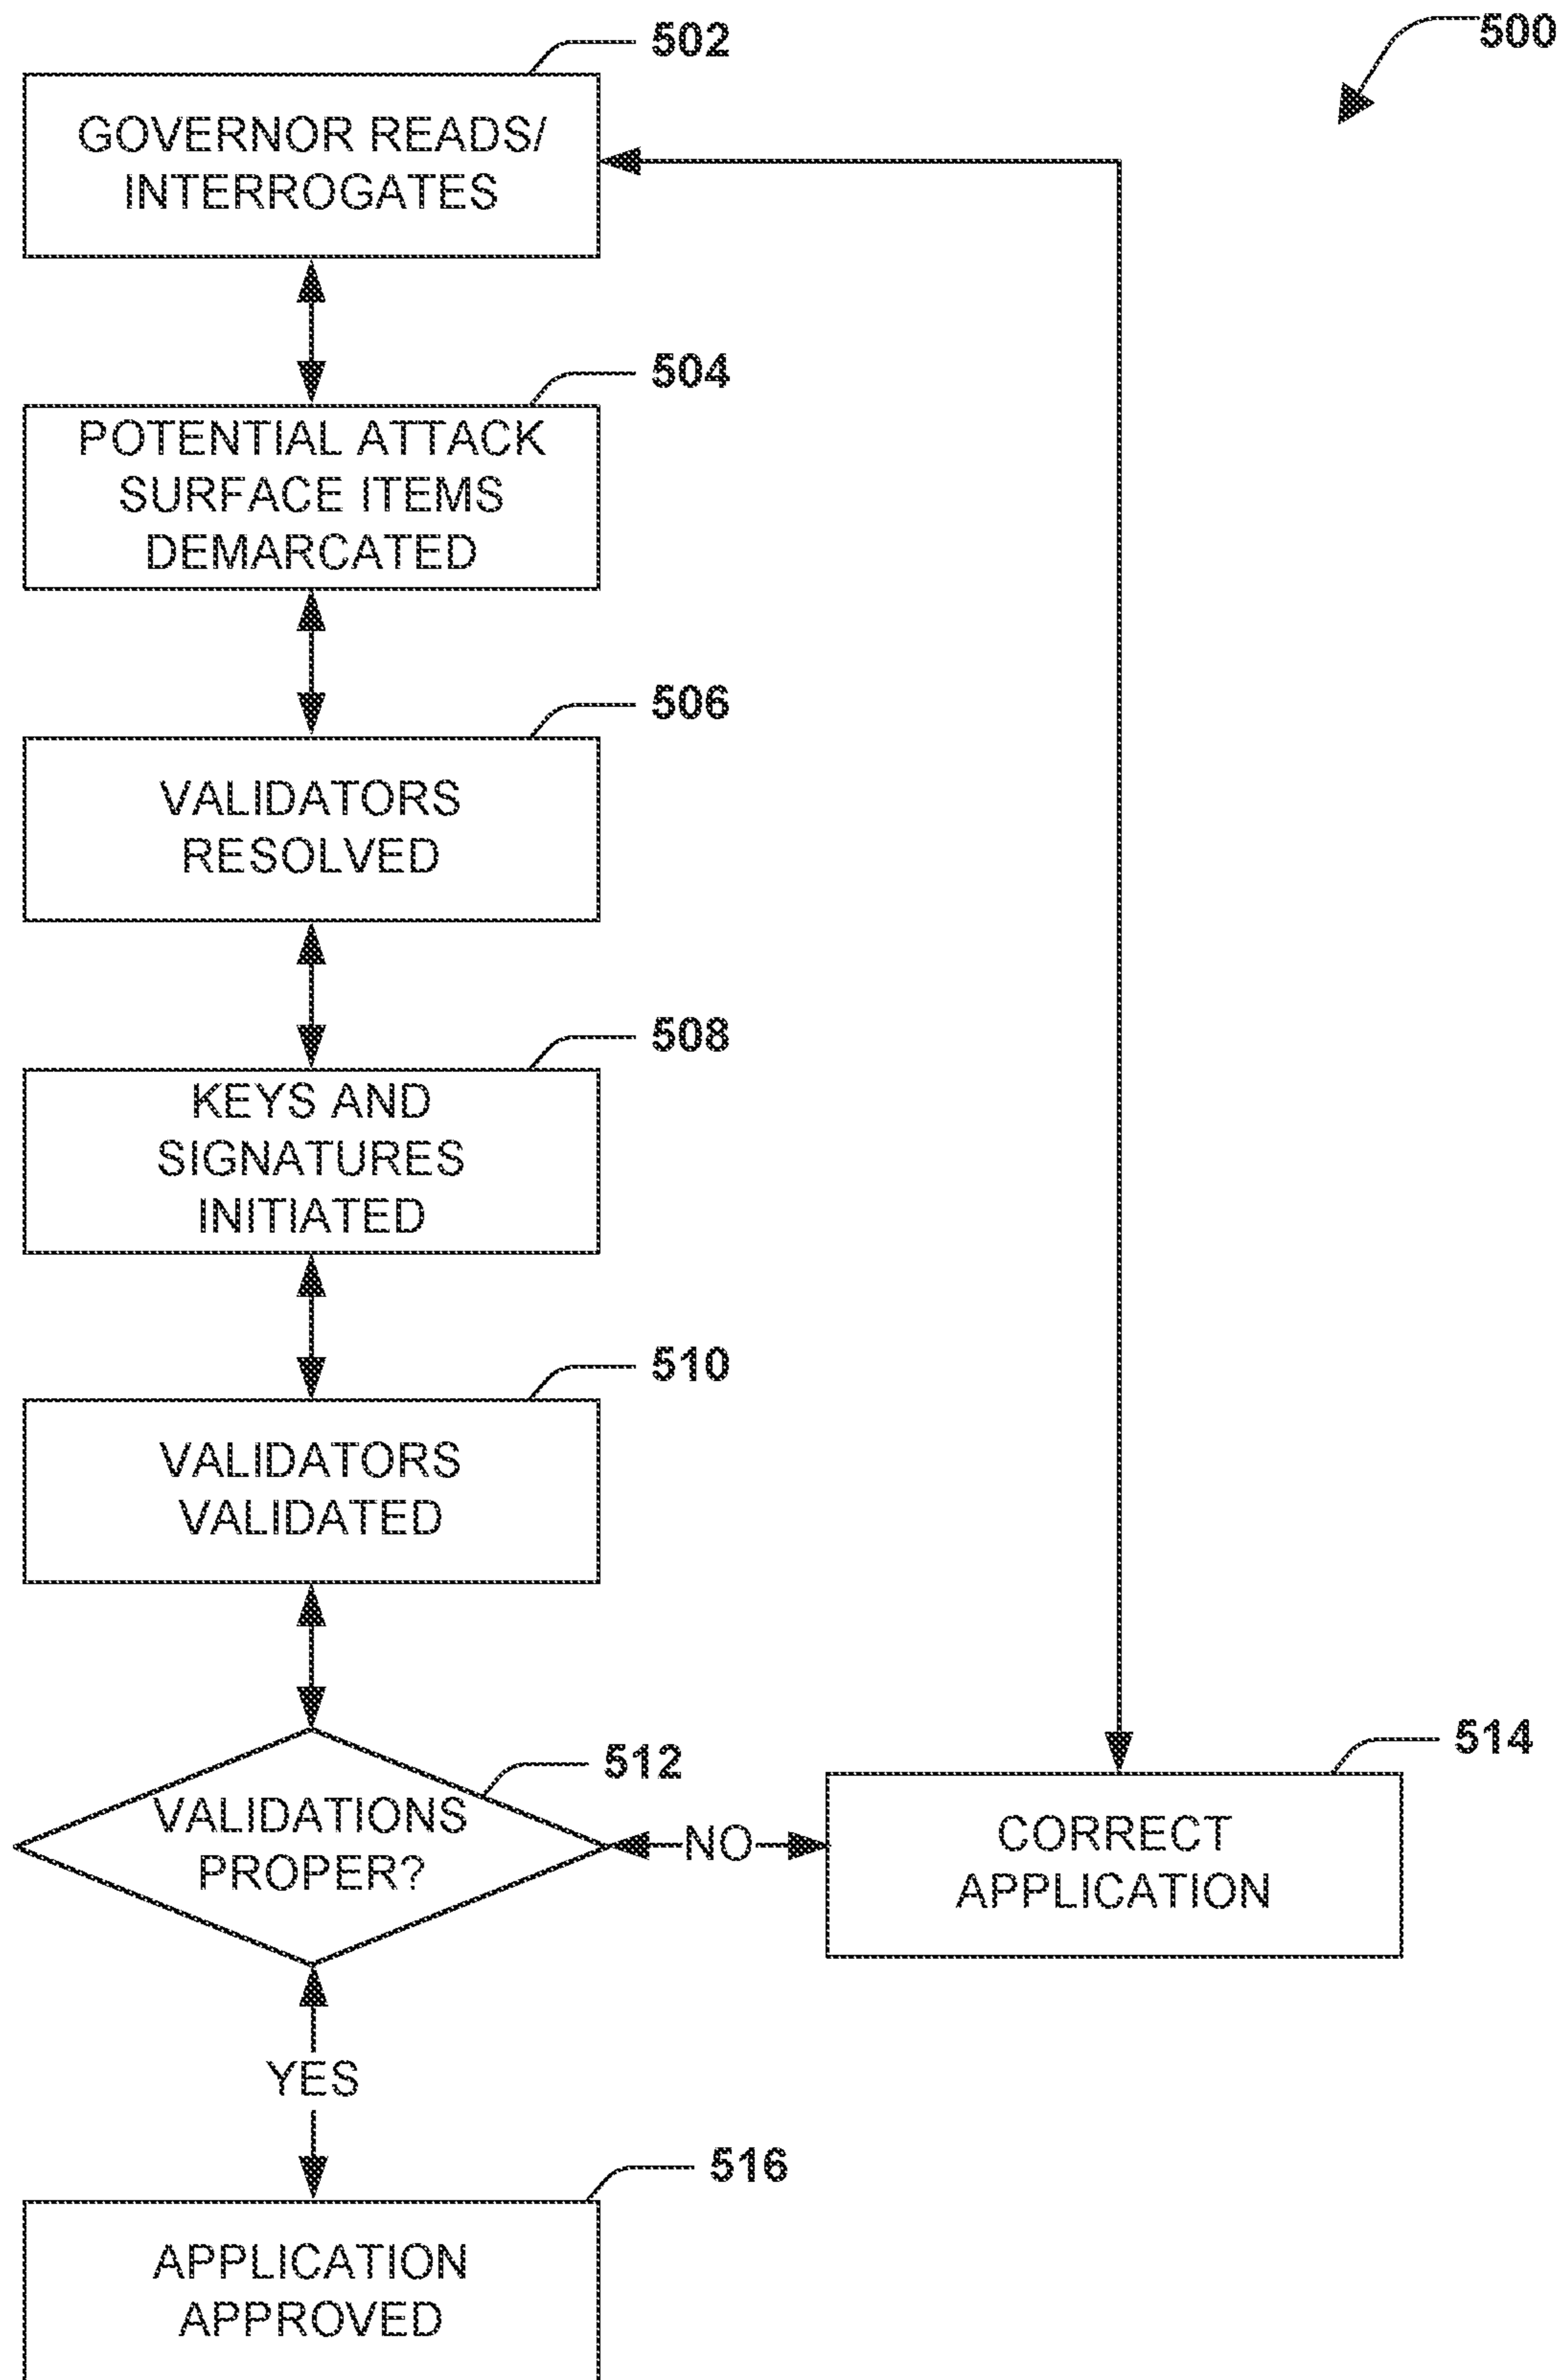 502
500
GOVERNOR READS/
INTERROGATES
504
POTENTIAL ATTACK
SURFACE ITEMS
DEMARCATED
506
VALIDATORS
RESOLVED
508
KEYS AND
SIGNATURES
INITIATED
510
VALIDATORS
VALIDATED
512
VALIDATIONS
PROPER?
NO
514
CORRECT
APPLICATION
YES
516
APPLICATION
APPROVED